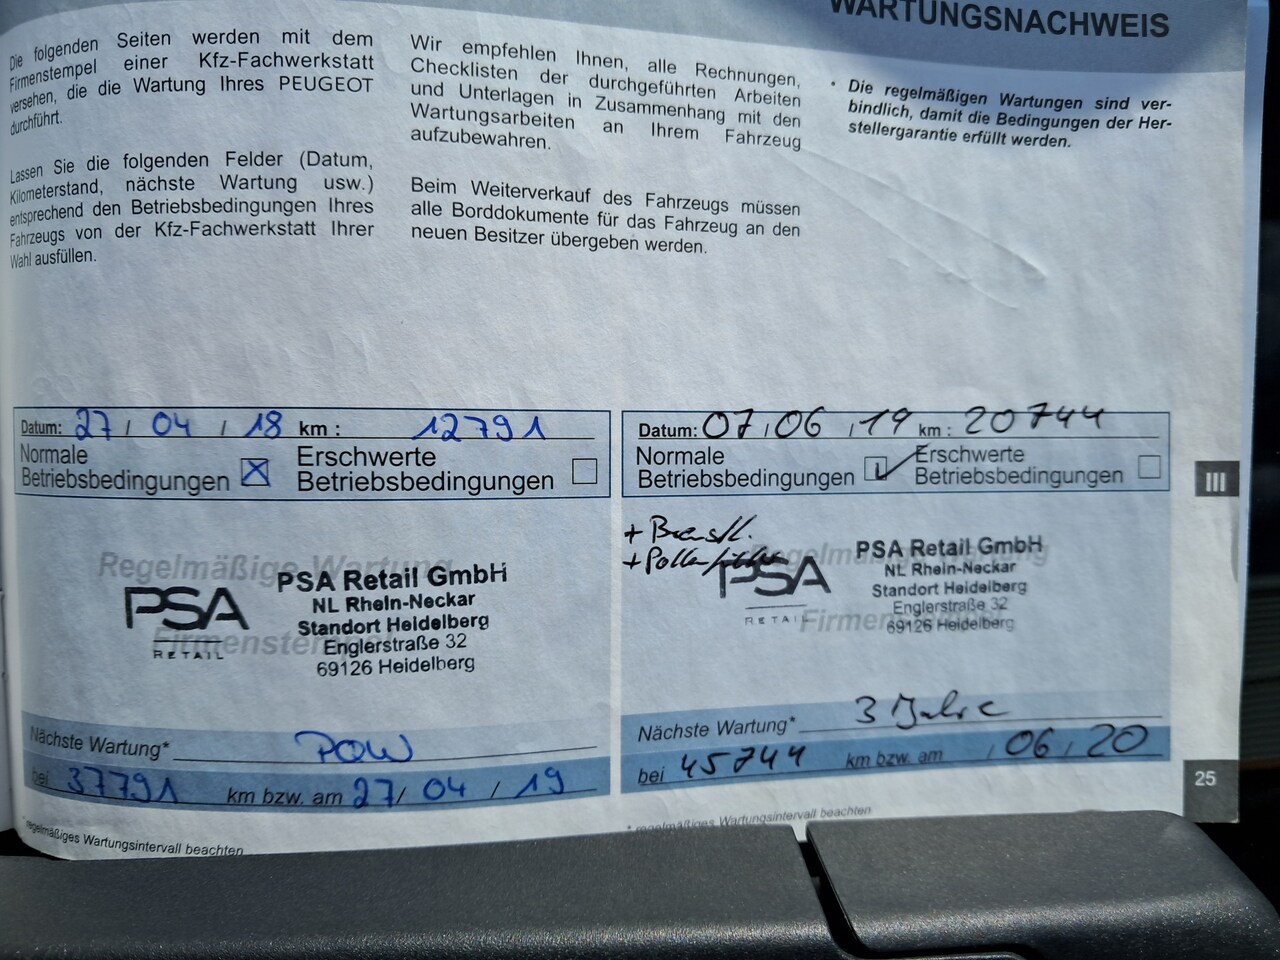 WARTUNGSNACHWEIS
Die folgenden Seiten werden mit dem
Firmenstempel einer Kfz-Fachwerkstatt
versehen, die die Wartung Ihres PEUGEOT
durchführt.
Lassen Sie die folgenden Felder (Datum,
Kilometerstand, nächste Wartung usw.)
entsprechend den Betriebsbedingungen Ihres
Fahrzeugs von der Kfz-Fachwerkstatt Ihrer
Wahl ausfüllen.
Wir empfehlen Ihnen, alle Rechnungen,
Checklisten der durchgeführten Arbeiten
und Unterlagen in Zusammenhang mit den
Wartungsarbeiten an Ihrem Fahrzeug
aufzubewahren.
Beim Weiterverkauf des Fahrzeugs müssen
alle Borddokumente für das Fahrzeug an den
neuen Besitzer übergeben werden.
• Die regelmäßigen Wartungen sind ver-
bindlich, damit die Bedingungen der Her-
stellergarantie erfüllt werden.
Datum: 27 / 04 / 18 km : 12791
Normale
Betriebsbedingungen
Erschwerte
Betriebsbedingungen
Regelmäßige Wartung
Firmenstempel
PSA
RETAIL
PSA Retail GmbH
NL Rhein-Neckar
Standort Heidelberg
Englerstraße 32
69126 Heidelberg
Nächste Wartung*
bei 37791 km bzw. am 27 / 04 / 19
* regelmäßiges Wartungsintervall beachten
Datum: 07 / 06 / 19 km : 20744
Normale
Betriebsbedingungen
Erschwerte
Betriebsbedingungen
+ Pollenfilter
Regelmäßige Wartung
PSA
RETAIL
PSA Retail GmbH
NL Rhein-Neckar
Standort Heidelberg
Englerstraße 32
69126 Heidelberg
Nächste Wartung* 3 Jahre
bei 45744 km bzw. am / 06 / 20
* regelmäßiges Wartungsintervall beachten
III
25